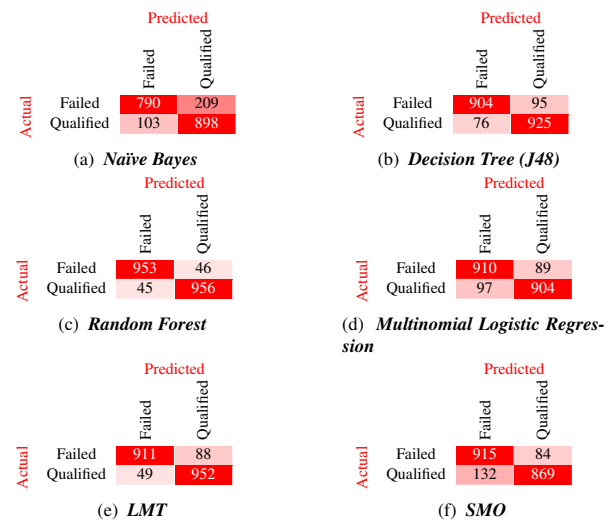 Predicted
Failed
Qualified
Actual
Failed 790 209
Qualified 103 898
(a) Naïve Bayes
Predicted
Failed
Qualified
Actual
Failed 904 95
Qualified 76 925
(b) Decision Tree (J48)
Predicted
Failed
Qualified
Actual
Failed 953 46
Qualified 45 956
(c) Random Forest
Predicted
Failed
Qualified
Actual
Failed 910 89
Qualified 97 904
(d) Multinomial Logistic Regres-
sion
Predicted
Failed
Qualified
Actual
Failed 911 88
Qualified 49 952
(e) LMT
Predicted
Failed
Qualified
Actual
Failed 915 84
Qualified 132 869
(f) SMO